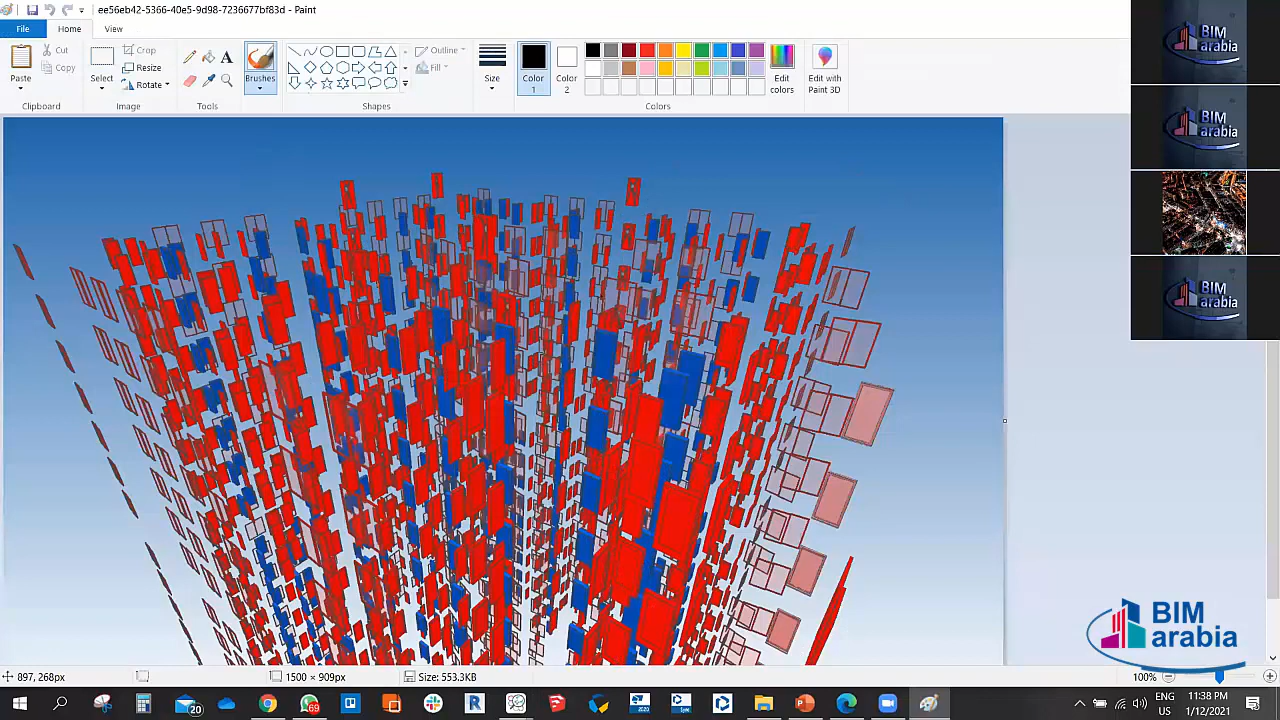 ee56eb42-5366-40e5-9d98-7236677bf83d - Paint
File
Home
View
Paste
Cut
Copy
Clipboard
Select
Crop
Resize
Rotate
Image
Tools
Brushes
Shapes
Outline
Fill
Size
Color
1
Color
2
Colors
Edit
colors
Edit with
Paint 3D
BIM
arabia
BIM
arabia
BIM
arabia
BIM
arabia
897, 268px
1500 × 909px
Size: 553.3KB
100%
20
69
2020
ENG
US
11:38 PM
1/12/2021